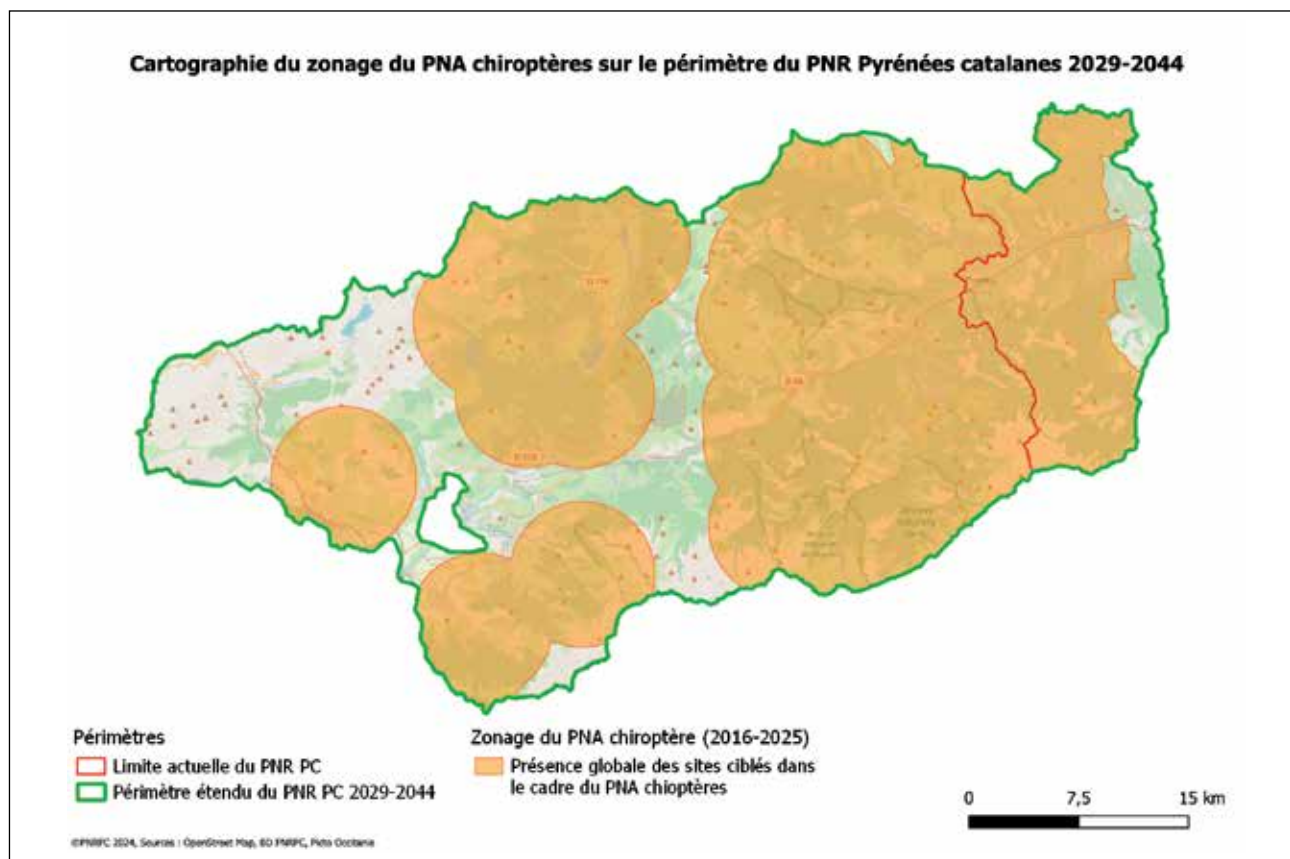 Cartographie du zonage du PNA chiroptères sur le périmètre du PNR Pyrénées catalanes 2029-2044
Périmètres
Limite actuelle du PNR PC
Périmètre étendu du PNR PC 2029-2044
Zonage du PNA chiroptère (2016-2025)
Présence globale des sites ciblés dans
le cadre du PNA chioptères
0 7,5 15 km
©PNRPC 2024, Sources : OpenStreet Map, BD PNRPC, Picto Occitanie